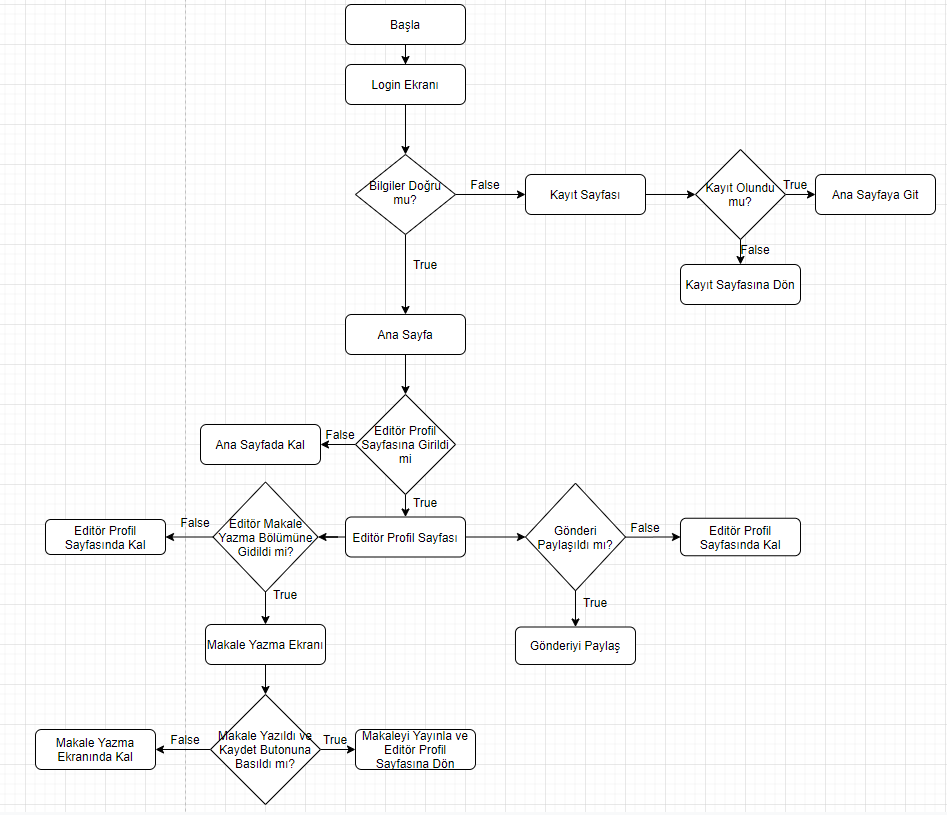 Başla
Login Ekranı
Bilgiler Doğru
mu?
False
Kayıt Sayfası
Kayıt Olundu
mu?
True
Ana Sayfaya Git
False
Kayıt Sayfasına Dön
True
Ana Sayfa
Editör Profil
Sayfasına Girildi
mi
False
Ana Sayfada Kal
True
Editör Profil Sayfası
Editör Makale
Yazma Bölümüne
Gidildi mi?
False
Editör Profil
Sayfasında Kal
Gönderi
Paylaşıldı mı?
False
Editör Profil
Sayfasında Kal
True
Makale Yazma Ekranı
True
Gönderiyi Paylaş
Makale Yazıldı ve
Kaydet Butonuna
Basıldı mı?
False
Makale Yazma
Ekranında Kal
True
Makaleyi Yayınla ve
Editör Profil
Sayfasına Dön